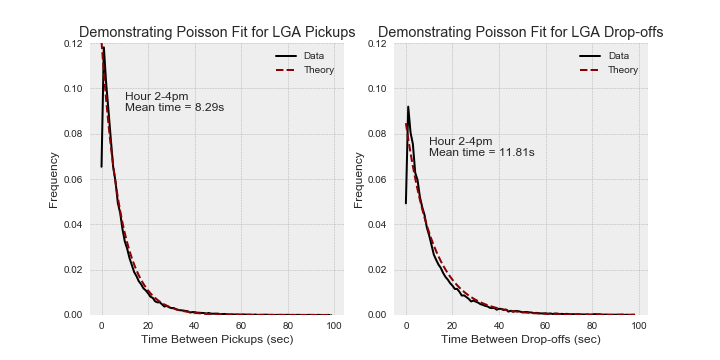 Demonstrating Poisson Fit for LGA Pickups
0.12
0.10
0.08
0.06
0.04
0.02
0.00
Frequency
Data
Theory
Hour 2-4pm
Mean time = 8.29s
0 20 40 60 80 100
Time Between Pickups (sec)
Demonstrating Poisson Fit for LGA Drop-offs
0.12
0.10
0.08
0.06
0.04
0.02
0.00
Frequency
Data
Theory
Hour 2-4pm
Mean time = 11.81s
0 20 40 60 80 100
Time Between Drop-offs (sec)